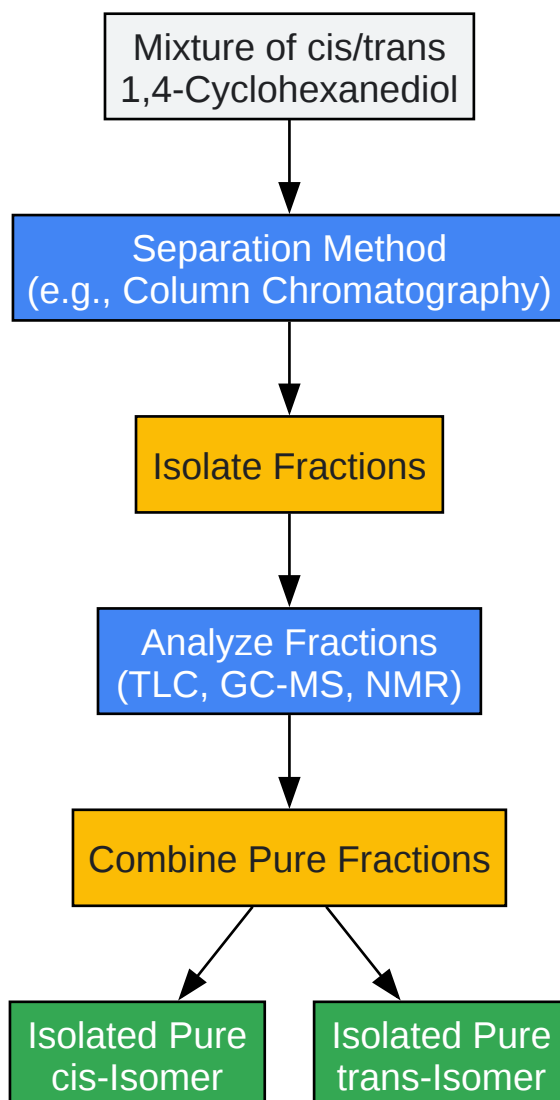 Mixture of cis/trans
1,4-Cyclohexanediol
Separation Method
(e.g., Column Chromatography)
Isolate Fractions
Analyze Fractions
(TLC, GC-MS, NMR)
Combine Pure Fractions
Isolated Pure
cis-Isomer
Isolated Pure
trans-Isomer